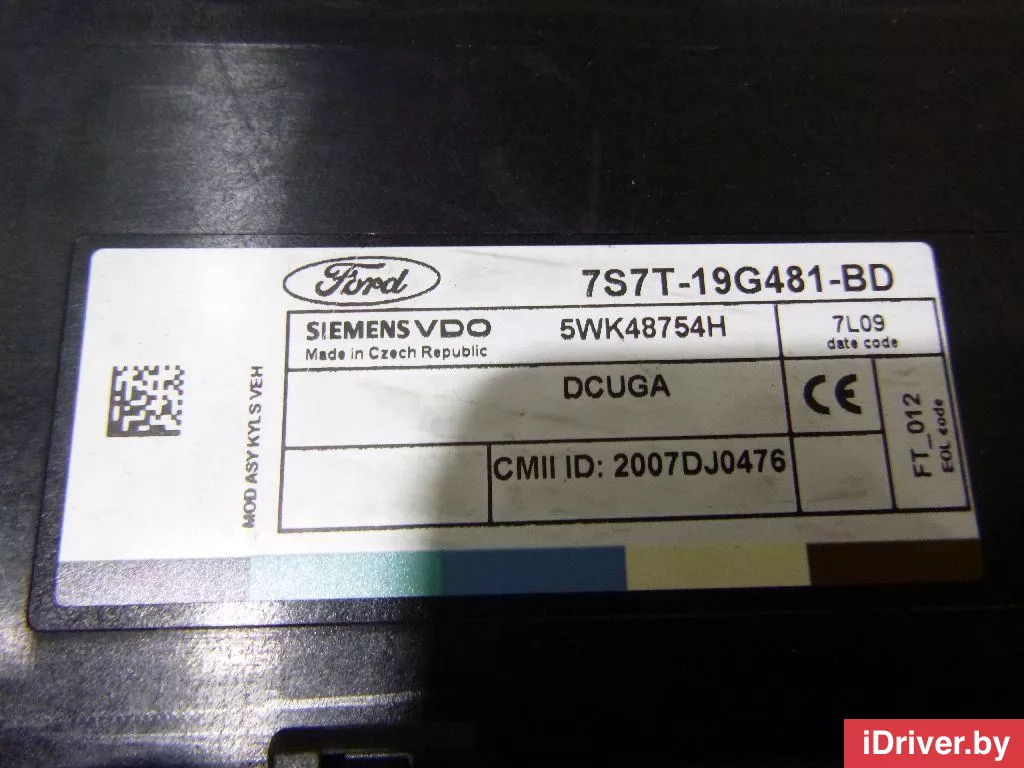 Ford
7S7T-19G481-BD
SIEMENS VDO
Made in Czech Republic
5WK48754H
7L09
date code
DCUGA
CE
FT_012
EOL code
CMII ID: 2007DJ0476
MOD ASY KYLS VEH
iDriver.by